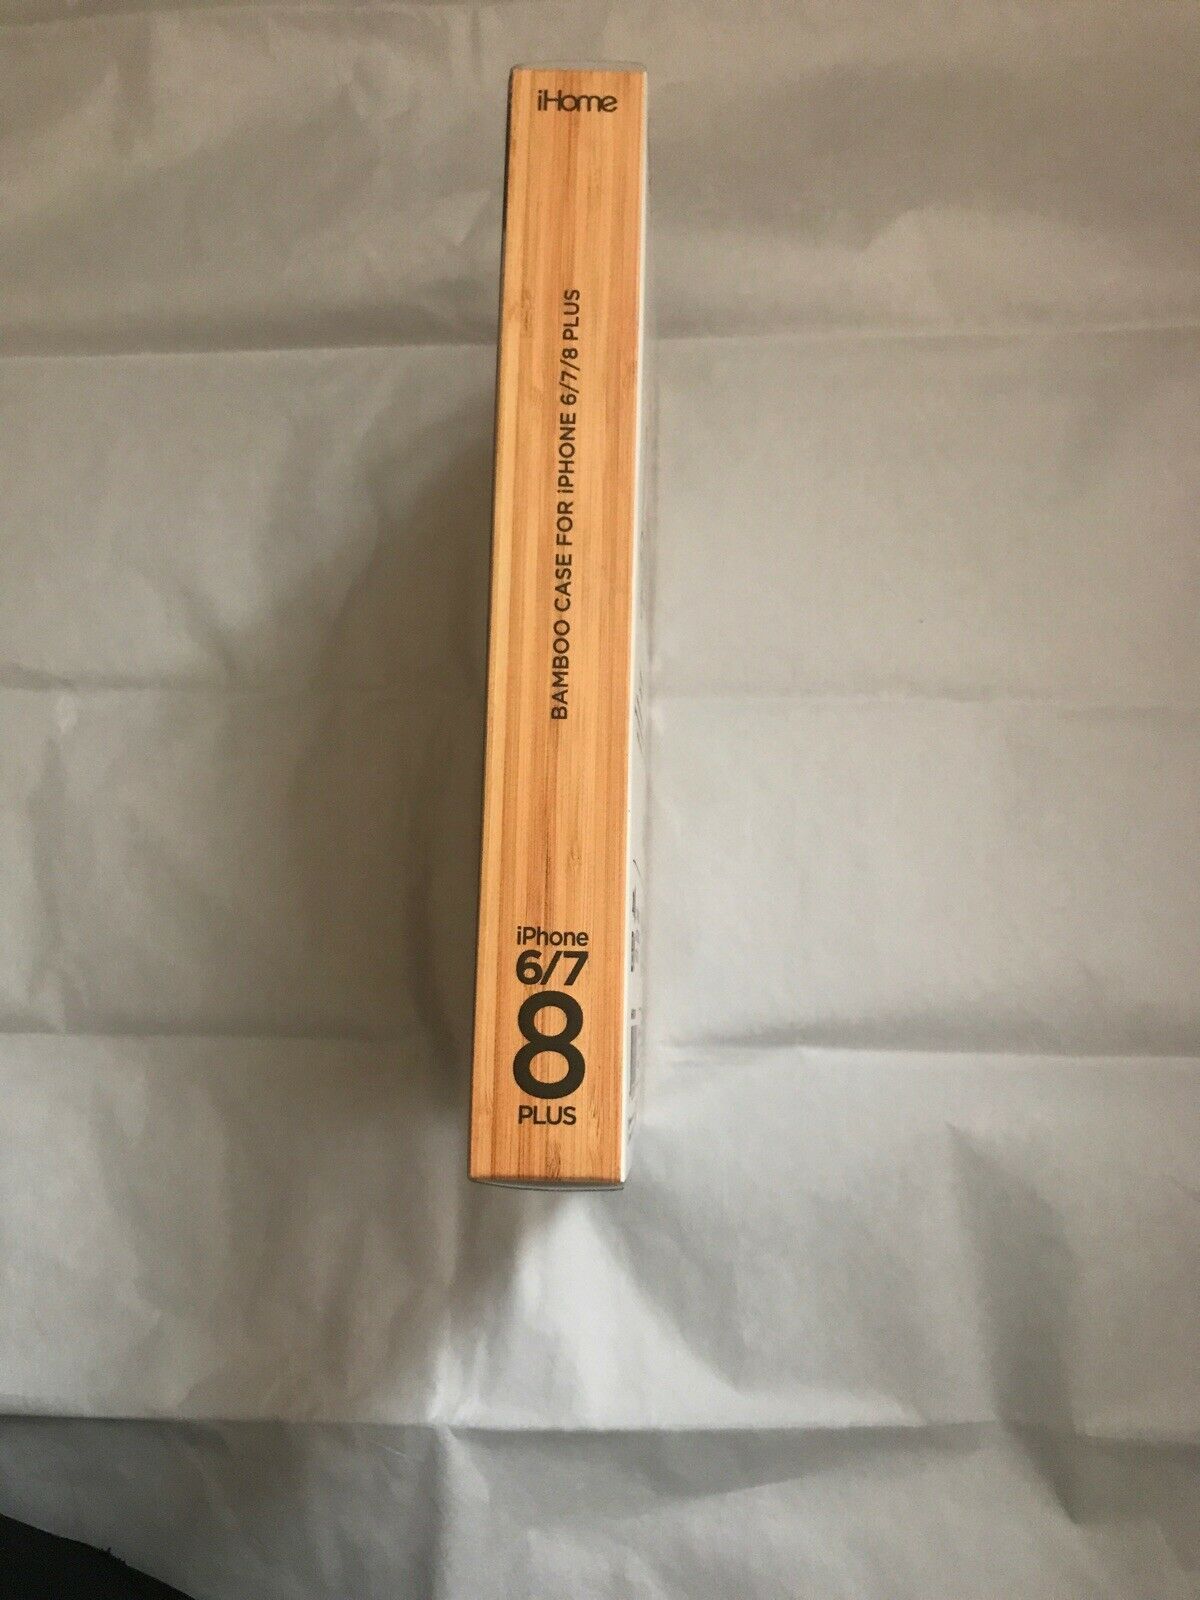 iHome
BAMBOO CASE FOR iPHONE 6/7/8 PLUS
iPhone
6/7
8
PLUS